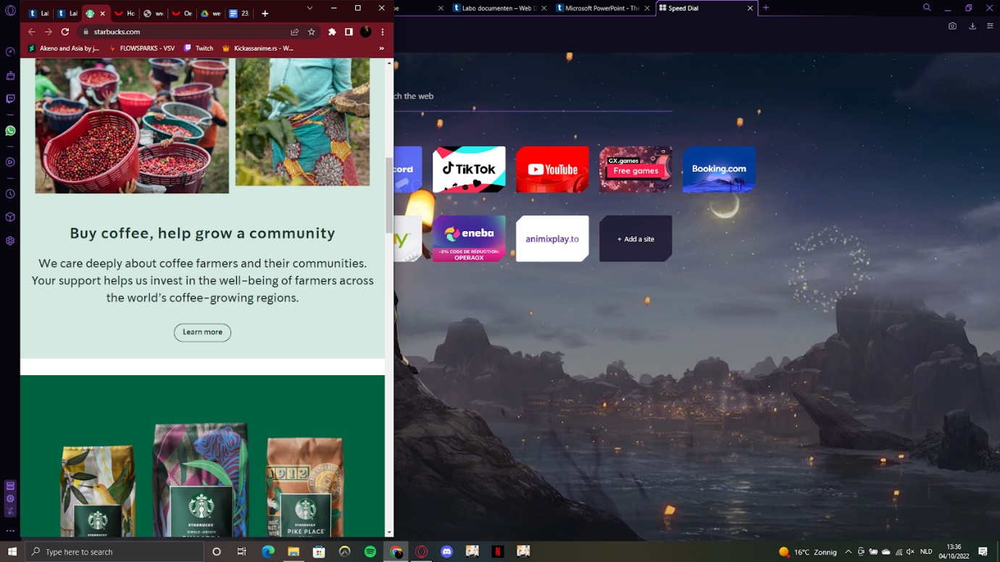 Lal
Lal
Ho
we
Oe
we
23.
Labo documenten – Web D
Microsoft PowerPoint - The
Speed Dial
starbucks.com
Akeno and Asia by j...
FLOWSPARKS - VSV
Twitch
Kickassanime.rs - W...
»
ch the web
cord
TikTok
YouTube
GX.games
Free games
Booking.com
eneba
-3% CODE DE RÉDUCTION:
OPERAGX
animixplay.to
+ Add a site
Buy coffee, help grow a community
We care deeply about coffee farmers and their communities.
Your support helps us invest in the well-being of farmers across
the world's coffee-growing regions.
Learn more
1912
STARBUCKS
SINGLE-ORIGIN
STARBUCKS
PIKE PLACE
Type here to search
16°C Zonnig
NLD
13:36
04/10/2022